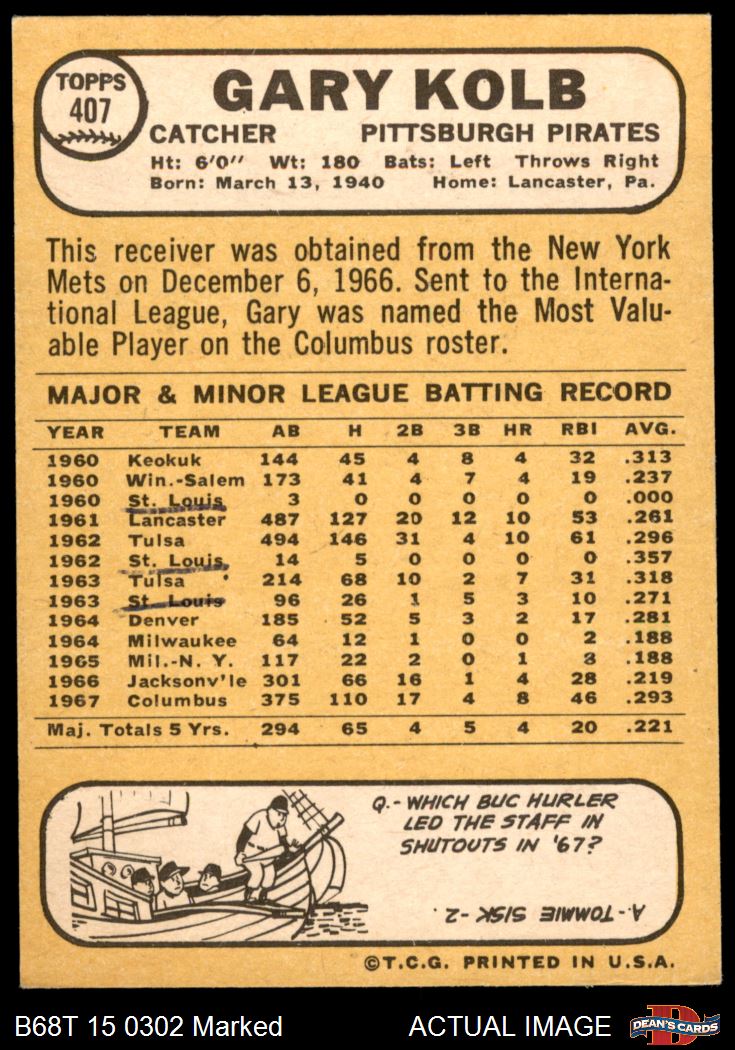 TOPPS
407
GARY KOLB
CATCHER PITTSBURGH PIRATES
Ht: 6'0" Wt: 180 Bats: Left Throws Right
Born: March 13, 1940 Home: Lancaster, Pa.
This receiver was obtained from the New York
Mets on December 6, 1966. Sent to the Interna-
tional League, Gary was named the Most Valu-
able Player on the Columbus roster.
MAJOR & MINOR LEAGUE BATTING RECORD
YEAR TEAM AB H 2B 3B HR RBI AVG.
1960 Keokuk 144 45 4 8 4 32 .313
1960 Win.-Salem 173 41 4 7 4 19 .237
1960 St. Louis 3 0 0 0 0 0 .000
1961 Lancaster 487 127 20 12 10 53 .261
1962 Tulsa 494 146 31 4 10 61 .296
1962 St. Louis 14 5 0 0 0 0 .357
1963 Tulsa 214 68 10 2 7 31 .318
1963 St. Louis 96 26 1 5 3 10 .271
1964 Denver 185 52 5 3 2 17 .281
1964 Milwaukee 64 12 1 0 0 2 .188
1965 Mil.-N. Y. 117 22 2 0 1 3 .188
1966 Jacksonv'le 301 66 16 1 4 28 .219
1967 Columbus 375 110 17 4 8 46 .293
Maj. Totals 5 Yrs. 294 65 4 5 4 20 .221
Q.- WHICH BUC HURLER
LED THE STAFF IN
SHUTOUTS IN '67?
A- TOMMIE SISK - 2.
©T.C.G. PRINTED IN U.S.A.
B68T 15 0302 Marked ACTUAL IMAGE
D
DEAN'S CARDS